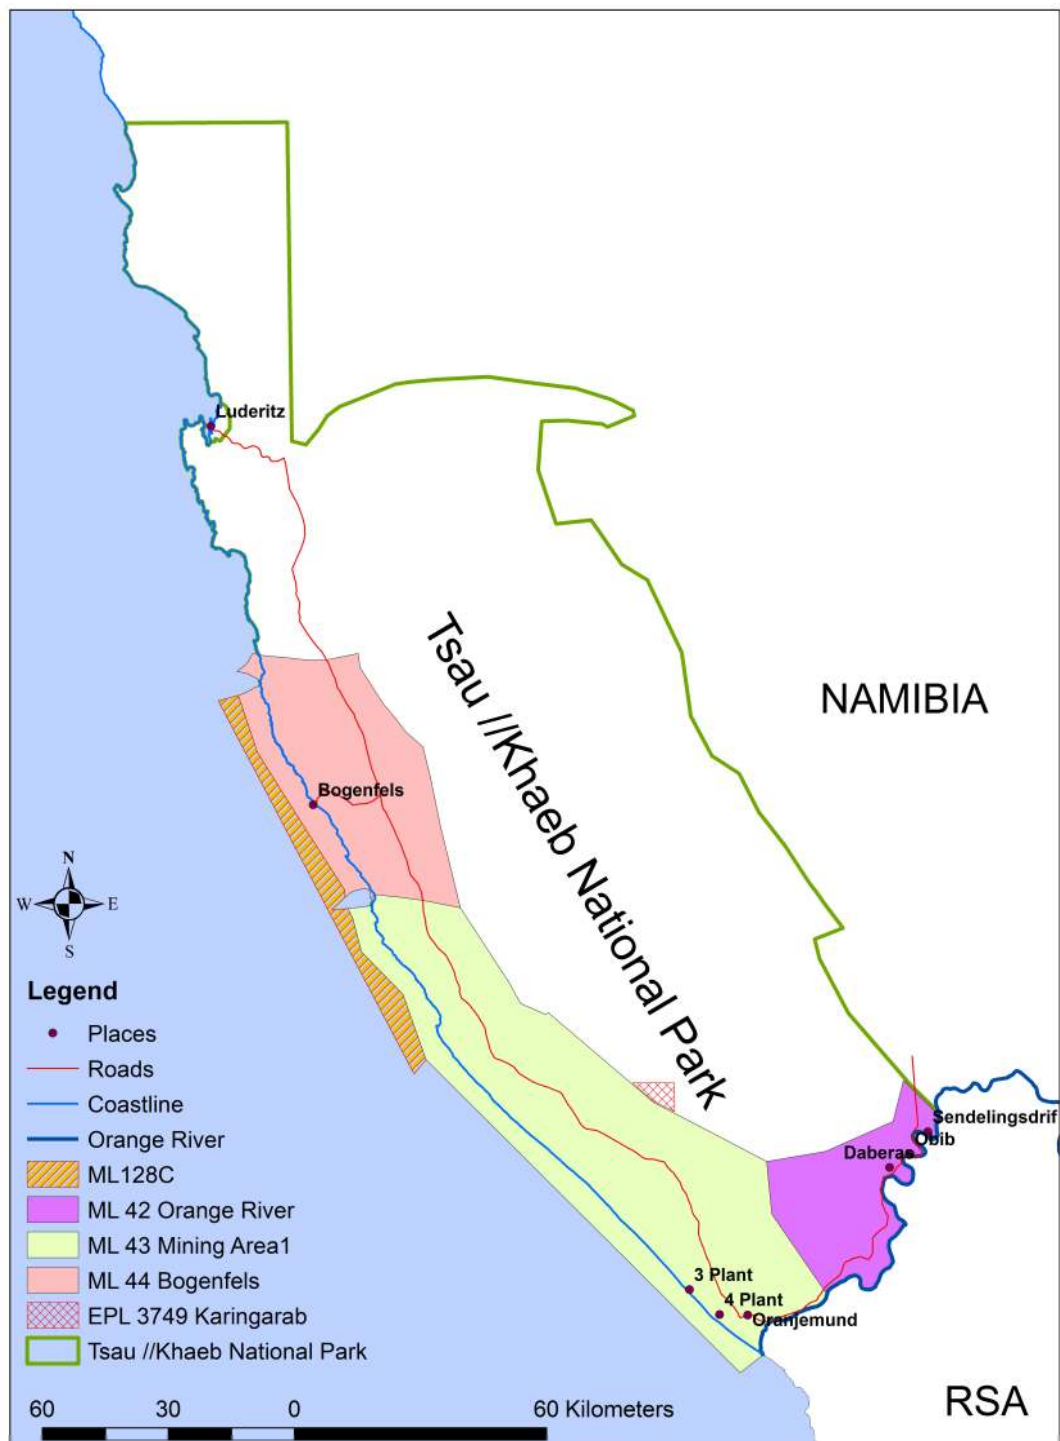 Luderitz
Tsau //Khaeb National Park
NAMIBIA
Bogenfels
N
W
E
S
Legend
Places
Roads
Coastline
Orange River
ML128C
ML 42 Orange River
ML 43 Mining Area1
ML 44 Bogenfels
EPL 3749 Karingarab
Tsau //Khaeb National Park
Sendelingsdrif
Obib
Daberas
3 Plant
4 Plant
Oranjemund
RSA
60 30 0 60 Kilometers